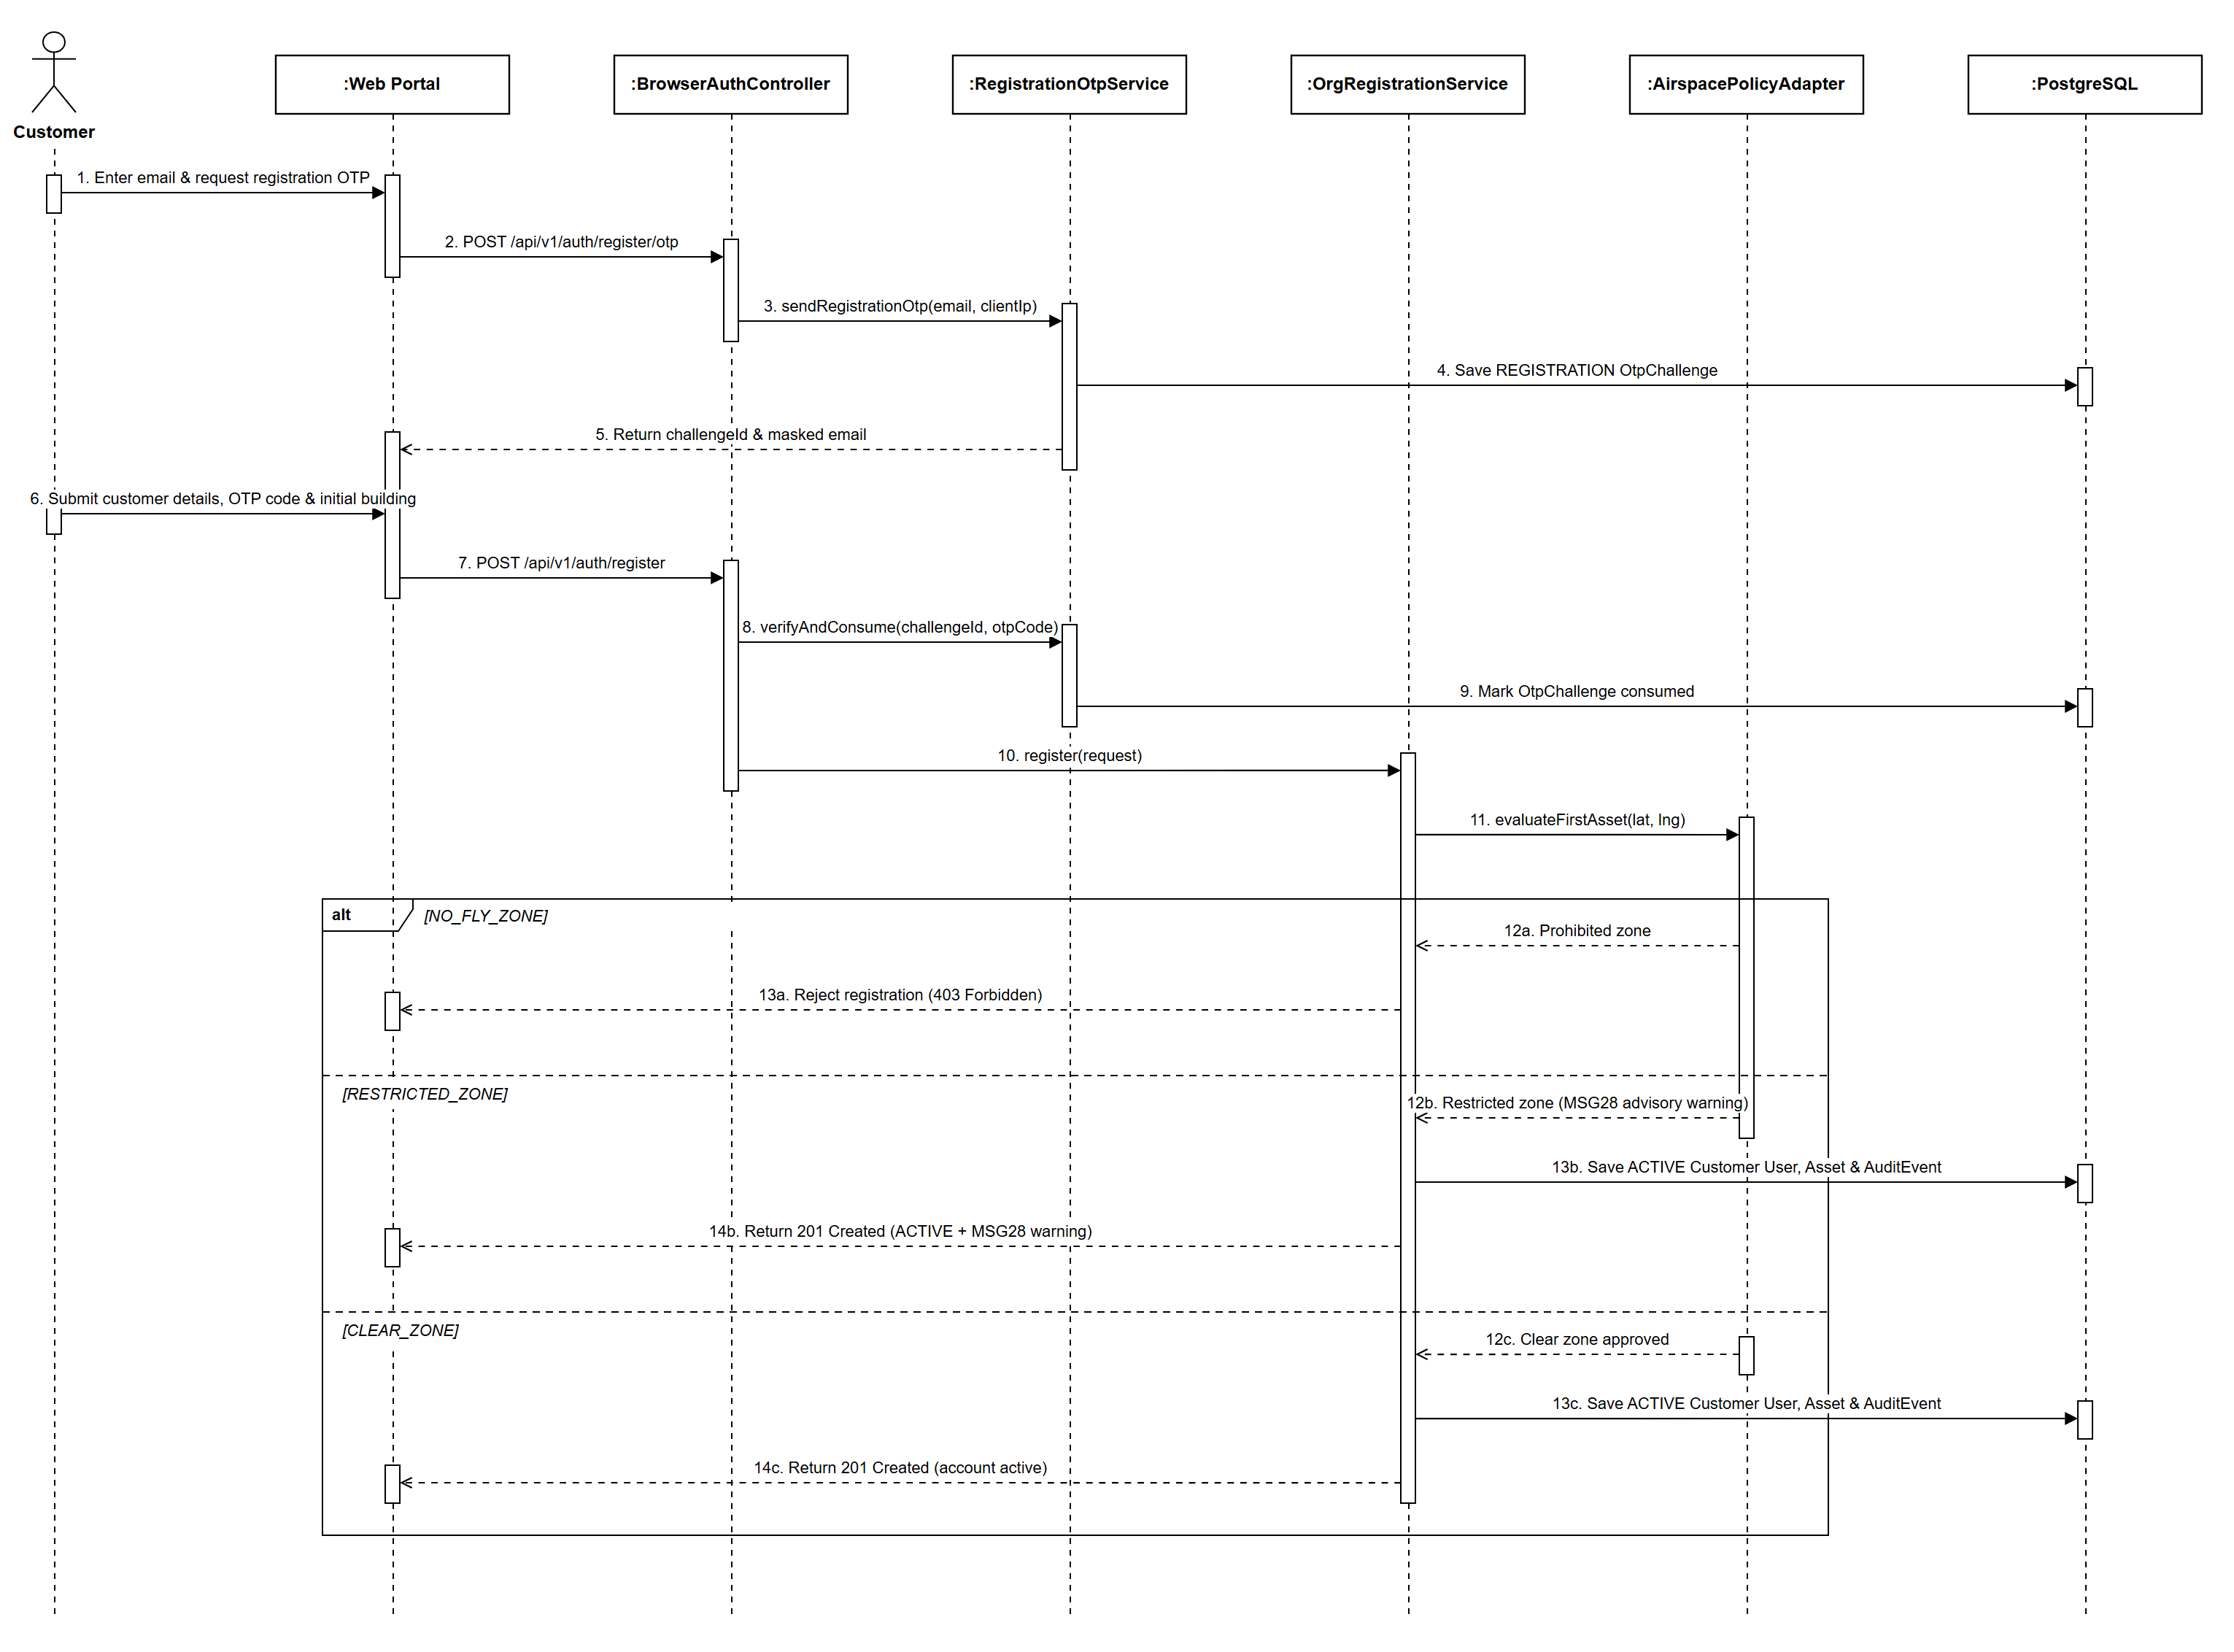 :Web Portal
:BrowserAuthController
:RegistrationOtpService
:OrgRegistrationService
:AirspacePolicyAdapter
:PostgreSQL
Customer
1. Enter email & request registration OTP
2. POST /api/v1/auth/register/otp
3. sendRegistrationOtp(email, clientIp)
4. Save REGISTRATION OtpChallenge
5. Return challengeId & masked email
6. Submit customer details, OTP code & initial building
7. POST /api/v1/auth/register
8. verifyAndConsume(challengeId, otpCode)
9. Mark OtpChallenge consumed
10. register(request)
11. evaluateFirstAsset(lat, lng)
alt
[NO_FLY_ZONE]
12a. Prohibited zone
13a. Reject registration (403 Forbidden)
[RESTRICTED_ZONE]
12b. Restricted zone (MSG28 advisory warning)
13b. Save ACTIVE Customer User, Asset & AuditEvent
14b. Return 201 Created (ACTIVE + MSG28 warning)
[CLEAR_ZONE]
12c. Clear zone approved
13c. Save ACTIVE Customer User, Asset & AuditEvent
14c. Return 201 Created (account active)